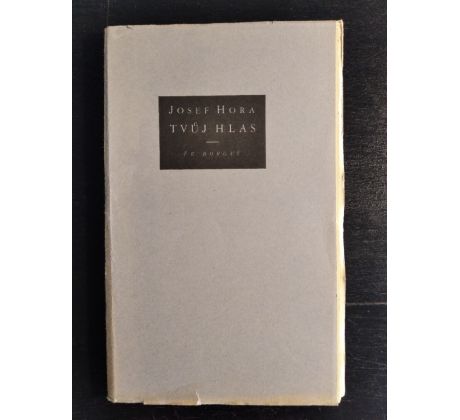 JOSEF HORA
TVŮJ HLAS
FR. BOROVÝ